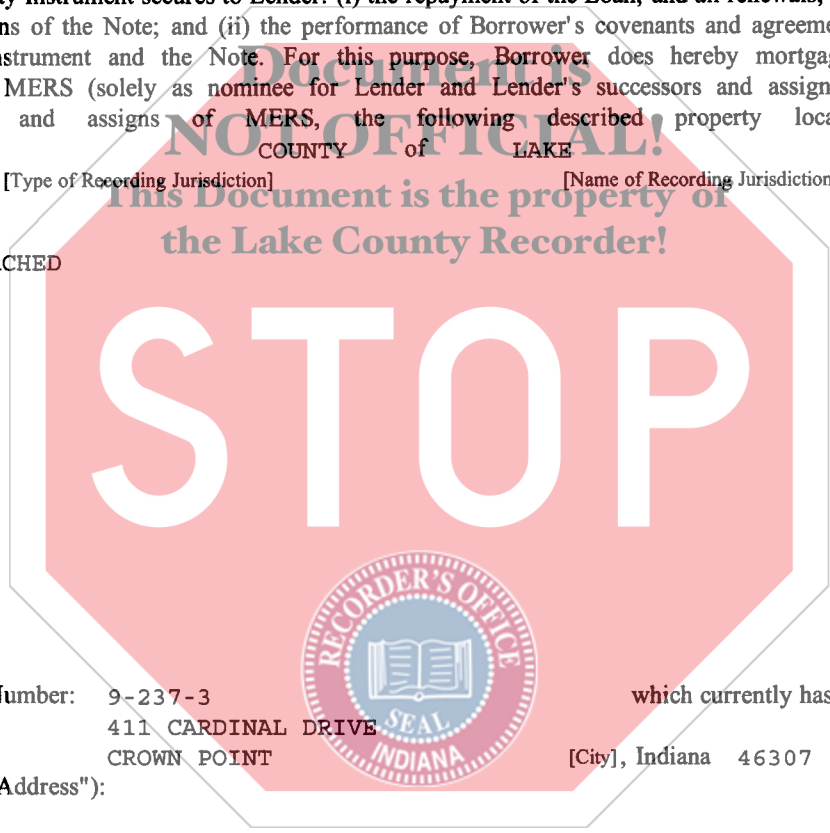 ty Instrument secures to Lender: (i) the repayment of the Loan, and all renewals,
ns of the Note; and (ii) the performance of Borrower's covenants and agreeme
nstrument and the Note. For this purpose, Borrower does hereby mortgag
MERS (solely as nominee for Lender and Lender's successors and assign
and assigns of MERS, the following described property loca
Document is
NOT OFFICIAL!
COUNTY of LAKE
[Type of Recording Jurisdiction] [Name of Recording Jurisdiction
This Document is the property of
the Lake County Recorder!
ACHED
STOP
RECORDER'S OFFICE
SEAL
INDIANA
Number: 9-237-3 which currently has
411 CARDINAL DRIVE
CROWN POINT [City], Indiana 46307
Address"):